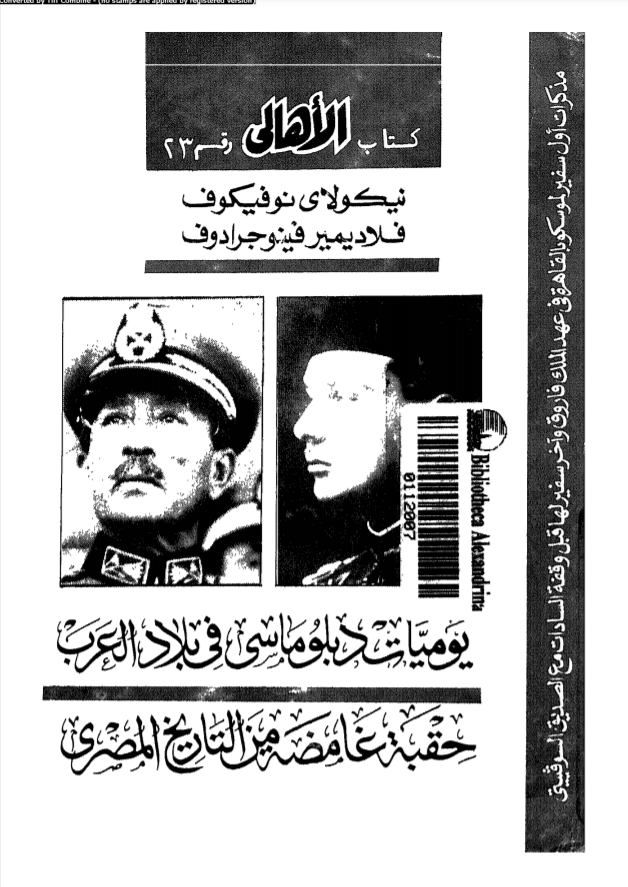 Converted by Tiff Combine - (no stamps are applied by registered version)
كتاب الأهالى رقم ٢٣
نيكولاى نوفيكوف
فلاديمير فينوجرادوف
يوميات دبلوماسى فى بلاد العرب
حقبة غامضة من التاريخ المصرى
مذكرات أول سفير لموسكو بالقاهرة فى عهد الملك فاروق وآخر سفير لها قبل وقفة السادات مع الصديق السوفييتى
Bibliotheca Alexandrina
0112007